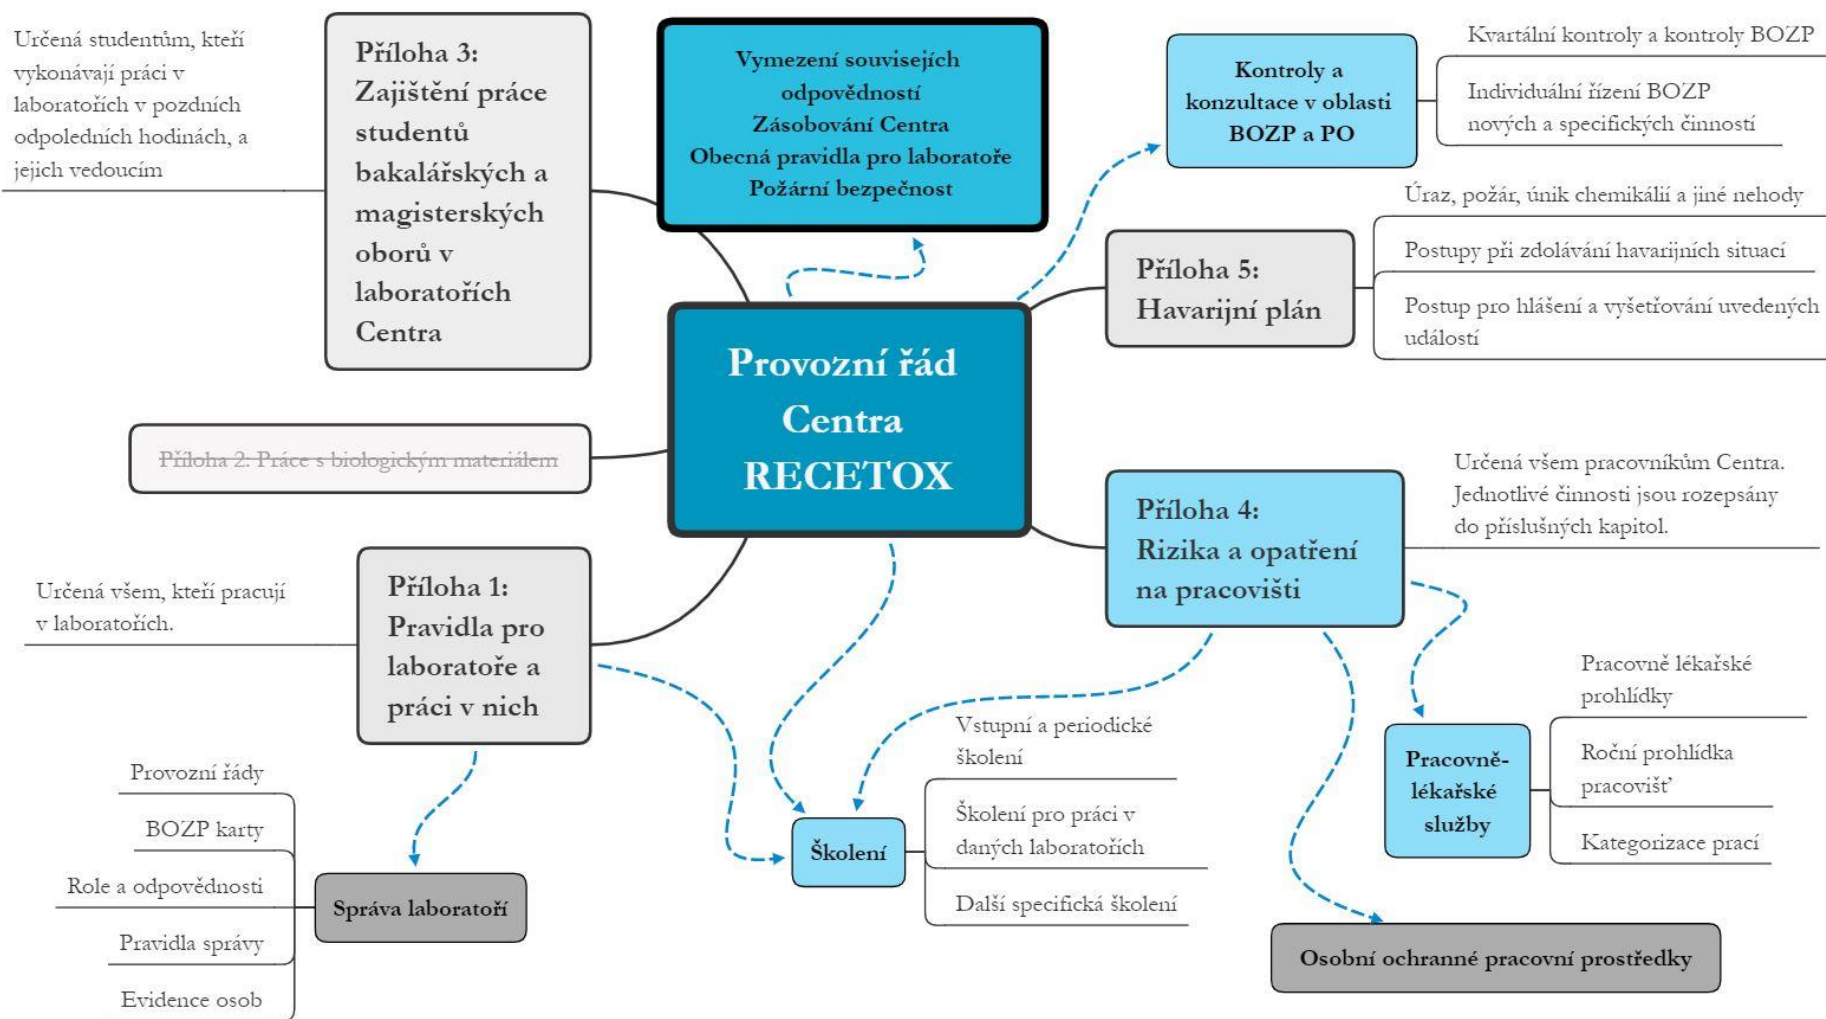 Určená studentům, kteří
vykonávají práci v
laboratořích v pozdních
odpoledních hodinách, a
jejich vedoucím
Příloha 3:
Zajištění práce
studentů
bakalářských a
magisterských
oborů v
laboratořích
Centra
Vymezení souvisejích
odpovědností
Zásobování Centra
Obecná pravidla pro laboratoře
Požární bezpečnost
Kontroly a
konzultace v oblasti
BOZP a PO
Kvartální kontroly a kontroly BOZP
Individuální řízení BOZP
nových a specifických činností
Příloha 5:
Havarijní plán
Úraz, požár, únik chemikálií a jiné nehody
Postupy při zdolávání havarijních situací
Postup pro hlášení a vyšetřování uvedených
událostí
Provozní řád
Centra
RECETOX
Příloha 2: Práce s biologickým materiálem
Příloha 4:
Rizika a opatření
na pracovišti
Určená všem pracovníkům Centra.
Jednotlivé činnosti jsou rozepsány
do příslušných kapitol.
Určená všem, kteří pracují
v laboratořích.
Příloha 1:
Pravidla pro
laboratoře a
práci v nich
Provozní řády
BOZP karty
Role a odpovědnosti
Pravidla správy
Evidence osob
Správa laboratoří
Školení
Vstupní a periodické
školení
Školení pro práci v
daných laboratořích
Další specifická školení
Pracovně-
lékařské
služby
Pracovně lékařské
prohlídky
Roční prohlídka
pracovišť
Kategorizace prací
Osobní ochranné pracovní prostředky